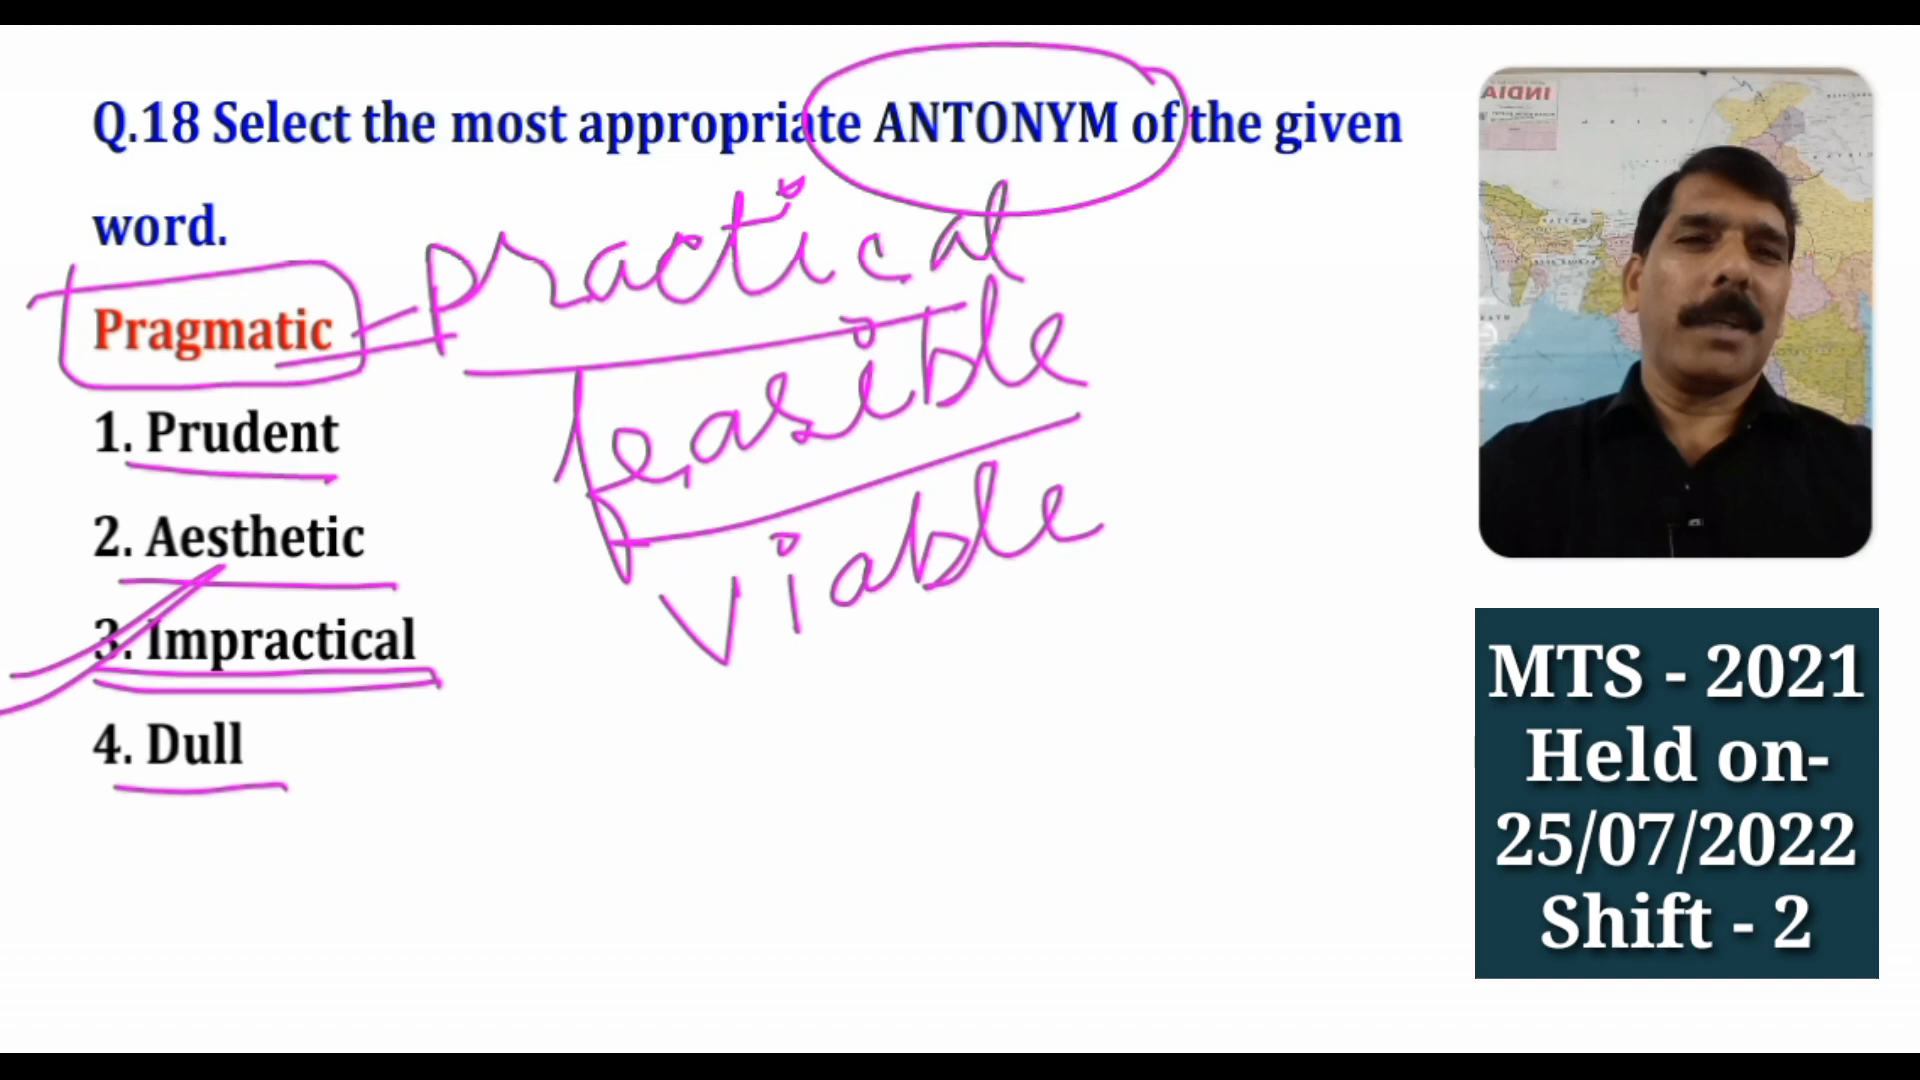 Q.18 Select the most appropriate ANTONYM of the given
word.
Pragmatic
practical
feasible
viable
1. Prudent
2. Aesthetic
3. Impractical
4. Dull
INDIA
MTS - 2021
Held on-
25/07/2022
Shift - 2